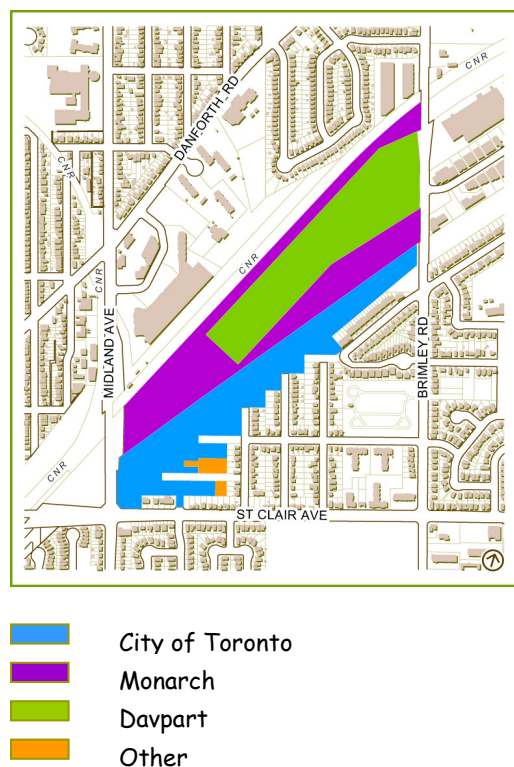 CNR
DANFORTH RD
CNR
CNR
CNR
MIDLAND AVE
BRIMLEY RD
CNR
ST CLAIR AVE
City of Toronto
Monarch
Davpart
Other